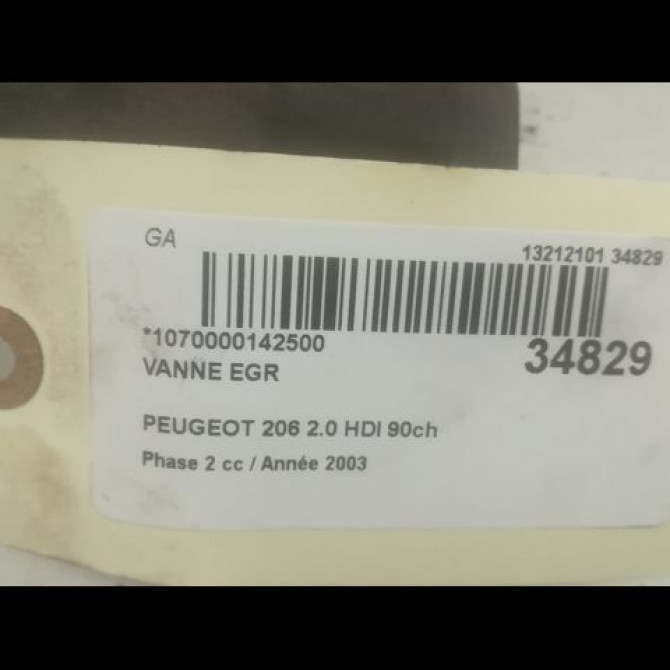 GA
13212101 34829
*1070000142500
34829
VANNE EGR
PEUGEOT 206 2.0 HDI 90ch
Phase 2 cc / Année 2003